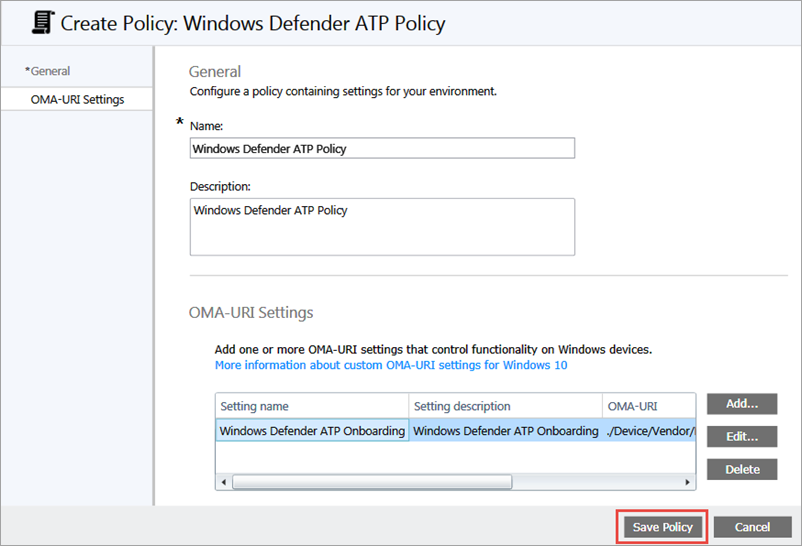 Create Policy: Windows Defender ATP Policy
*General
OMA-URI Settings
General
Configure a policy containing settings for your environment.
* Name:
Windows Defender ATP Policy
Description:
Windows Defender ATP Policy
OMA-URI Settings
Add one or more OMA-URI settings that control functionality on Windows devices.
More information about custom OMA-URI settings for Windows 10
Setting name Setting description OMA-URI
Windows Defender ATP Onboarding Windows Defender ATP Onboarding ./Device/Vendor/
Add...
Edit...
Delete
Save Policy Cancel